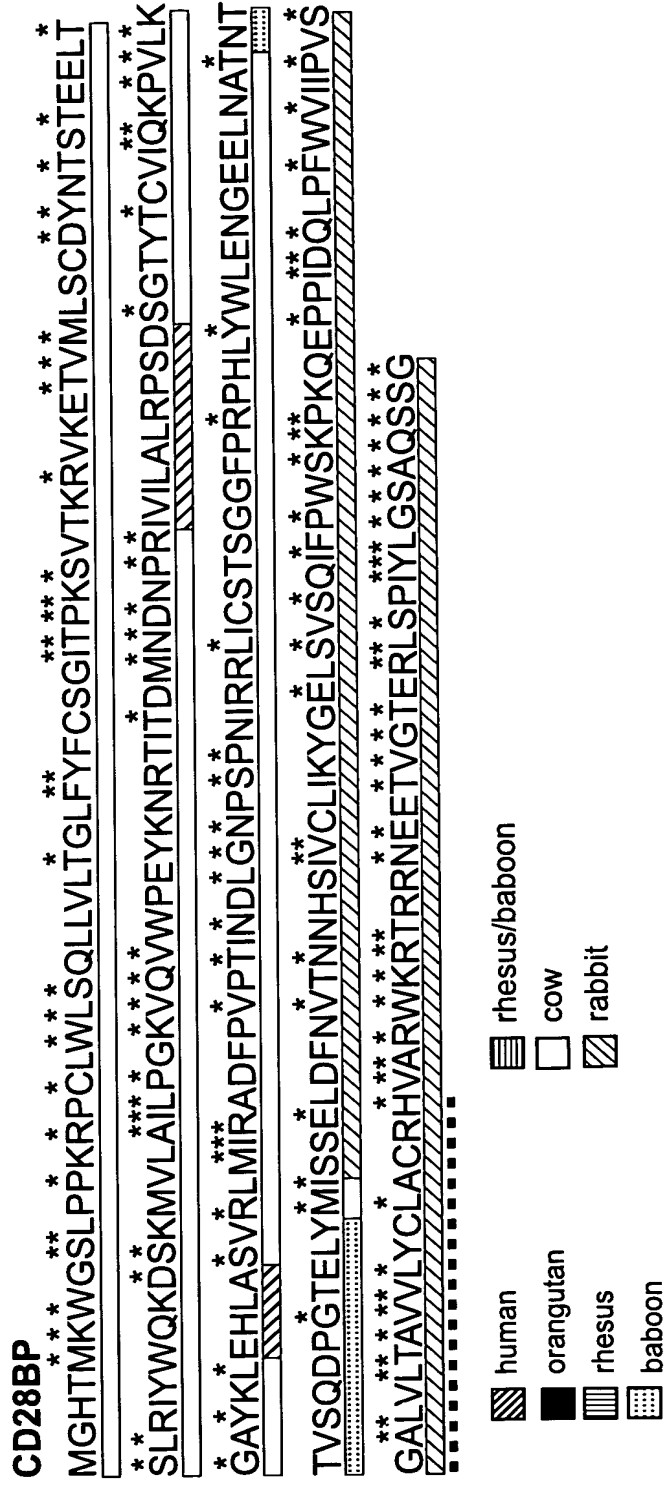 CD28BP
* * * ** * * * * * * * ** ** ** * * * * * ** * * *
MGHTMKWGSLPPKRPCLWLSQLLVLTGLFYFCSGITPKSVTKRVKETVMLSCDYNTSTEELT
* * * * *** * * * * * * * * * * * * * ** * * *
SLRIYWQKDSKMVLAILPGKVQVWPEYKNRTITDMNDNPRIVILALRPSDSGTYTCVIQKPVLK
* * * * *** * * * * * * * * * * *
GAYKLEHLASVRLMIRADFPVPTINDLGNPSPNIRRLICSTSGGFPRPHLYWLENGEELNATNT
* * * * * * ** * * * * ** * *** * * * *
TVSQDPGTELYMISSELDFNVTNNHSIVCLIKYGELSVSQIFPWSKPKQEPPIDQLPFWVIIPVS
** ** * *** * * *** * * ** * * * * * * ** * *** * * * * * * *
GALVLTAVVLYCLACRHVARWKRTRRNEETVGTERLSPIYLGSAQSSG
human
orangutan
rhesus
baboon
rhesus/baboon
cow
rabbit